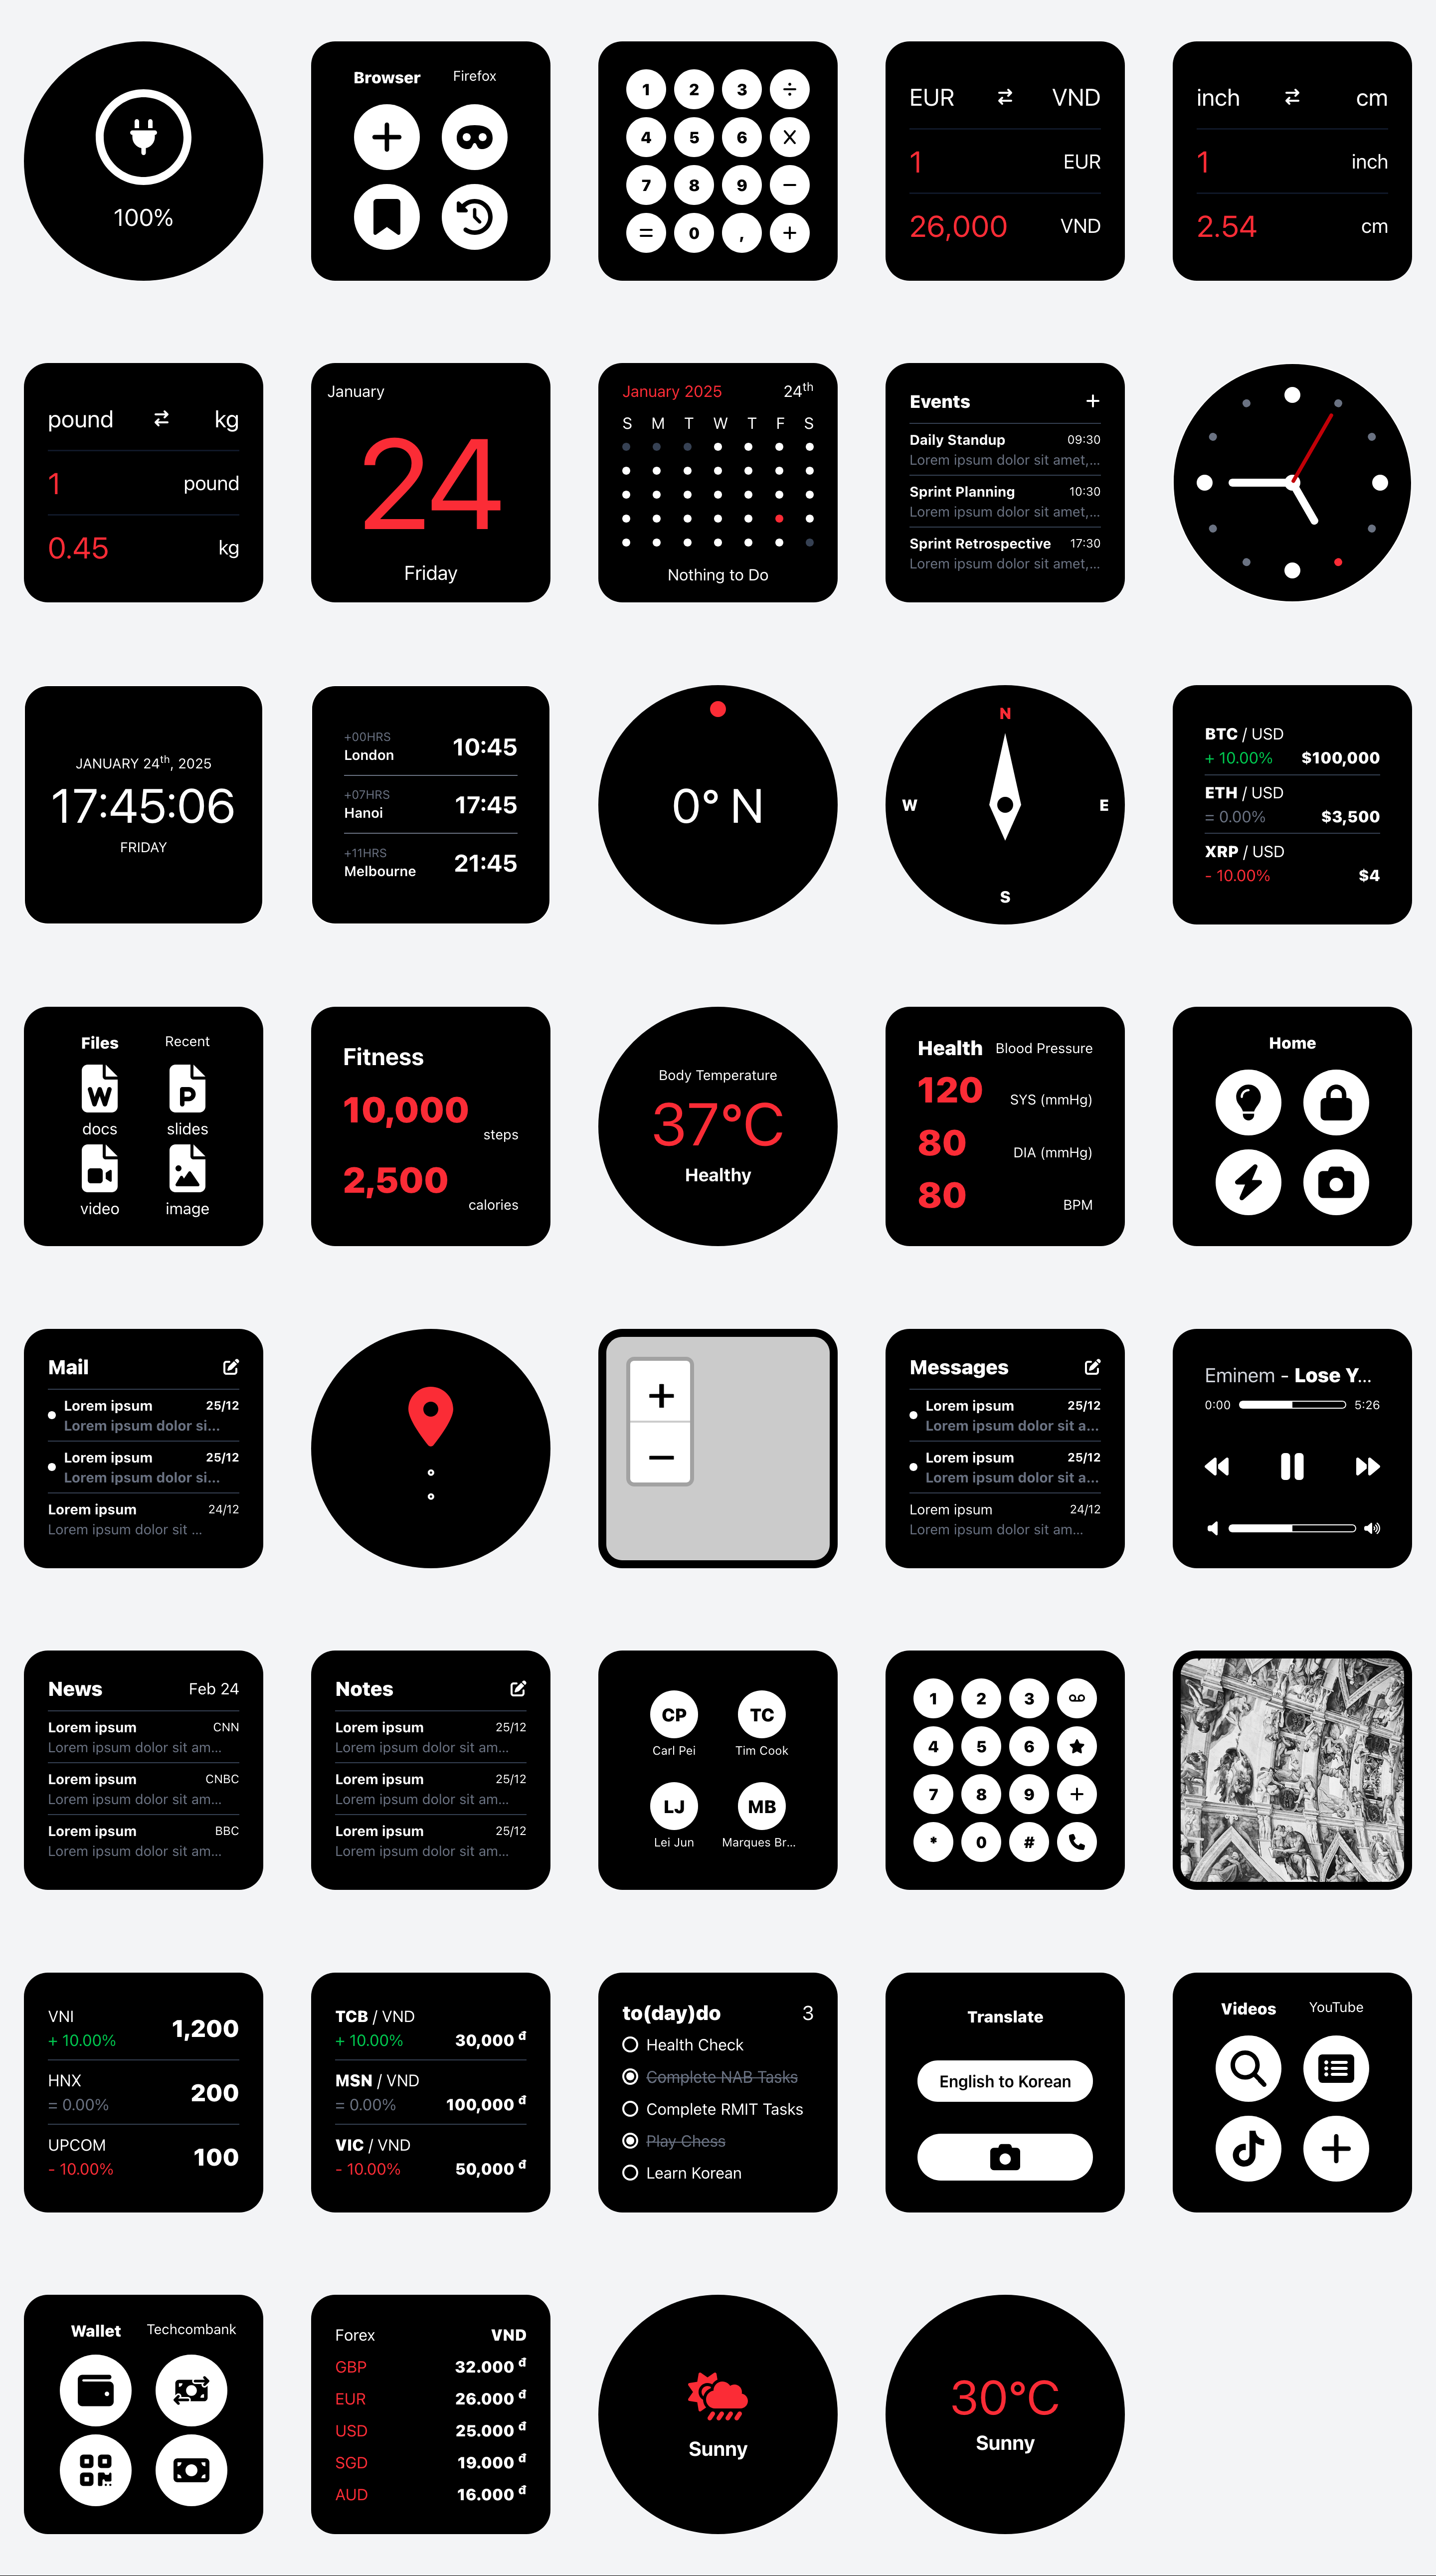 100%
Browser Firefox
1 2 3 ÷
4 5 6 X
7 8 9 −
= 0 , +
EUR ⇄ VND
1 EUR
26,000 VND
inch ⇄ cm
1 inch
2.54 cm
pound ⇄ kg
1 pound
0.45 kg
January
24
Friday
January 2025 24th
S M T W T F S
Nothing to Do
Events +
Daily Standup 09:30
Lorem ipsum dolor sit amet,...
Sprint Planning 10:30
Lorem ipsum dolor sit amet,...
Sprint Retrospective 17:30
Lorem ipsum dolor sit amet,...
JANUARY 24th, 2025
17:45:06
FRIDAY
+00HRS
London 10:45
+07HRS
Hanoi 17:45
+11HRS
Melbourne 21:45
0° N
N
W E
S
BTC / USD
+ 10.00% $100,000
ETH / USD
= 0.00% $3,500
XRP / USD
- 10.00% $4
Files Recent
W P
docs slides
video image
Fitness
10,000
steps
2,500
calories
Body Temperature
37°C
Healthy
Health Blood Pressure
120 SYS (mmHg)
80 DIA (mmHg)
80 BPM
Home
Mail
Lorem ipsum 25/12
Lorem ipsum dolor si...
Lorem ipsum 25/12
Lorem ipsum dolor si...
Lorem ipsum 24/12
Lorem ipsum dolor sit ...
+
−
Messages
Lorem ipsum 25/12
Lorem ipsum dolor sit a...
Lorem ipsum 25/12
Lorem ipsum dolor sit a...
Lorem ipsum 24/12
Lorem ipsum dolor sit am...
Eminem - Lose Y...
0:00 5:26
News Feb 24
Lorem ipsum CNN
Lorem ipsum dolor sit am...
Lorem ipsum CNBC
Lorem ipsum dolor sit am...
Lorem ipsum BBC
Lorem ipsum dolor sit am...
Notes
Lorem ipsum 25/12
Lorem ipsum dolor sit am...
Lorem ipsum 25/12
Lorem ipsum dolor sit am...
Lorem ipsum 25/12
Lorem ipsum dolor sit am...
CP TC
Carl Pei Tim Cook
LJ MB
Lei Jun Marques Br...
1 2 3
4 5 6 ★
7 8 9 +
* 0 #
VNI
+ 10.00% 1,200
HNX
= 0.00% 200
UPCOM
- 10.00% 100
TCB / VND
+ 10.00% 30,000 đ
MSN / VND
= 0.00% 100,000 đ
VIC / VND
- 10.00% 50,000 đ
to(day)do 3
Health Check
Complete NAB Tasks
Complete RMIT Tasks
Play Chess
Learn Korean
Translate
English to Korean
Videos YouTube
Wallet Techcombank
Forex VND
GBP 32.000 đ
EUR 26.000 đ
USD 25.000 đ
SGD 19.000 đ
AUD 16.000 đ
Sunny
30°C
Sunny